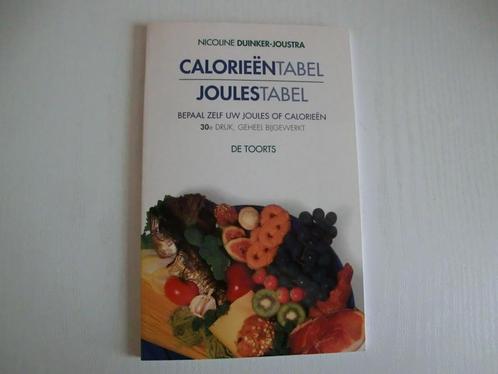 NICOLINE DUINKER-JOUSTRA
CALORIEËNTABEL
JOULESTABEL
BEPAAL ZELF UW JOULES OF CALORIEËN
30e DRUK, GEHEEL BIJGEWERKT
DE TOORTS